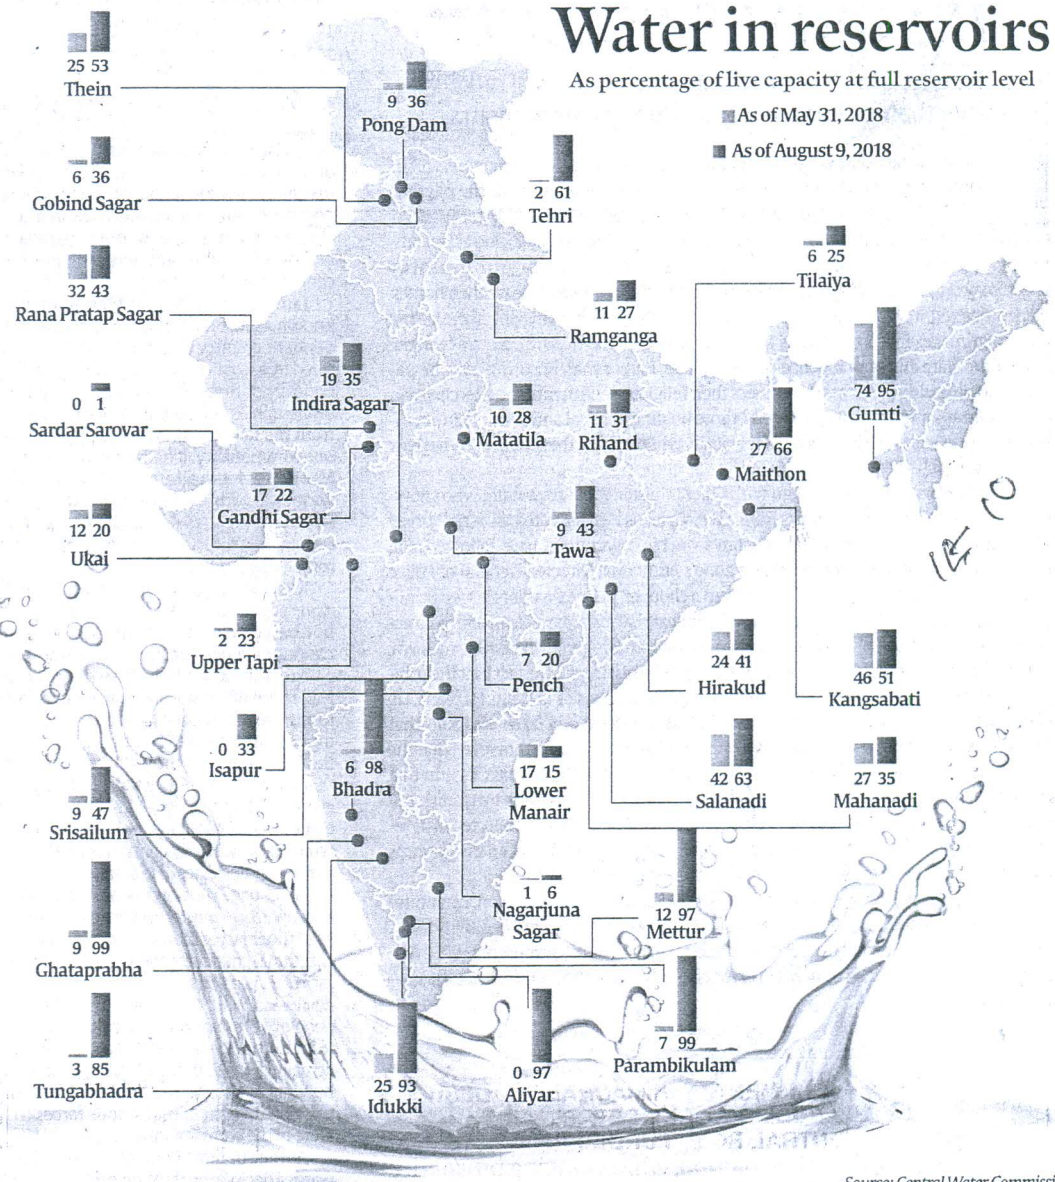 Water in reservoirs
As percentage of live capacity at full reservoir level
As of May 31, 2018
As of August 9, 2018
25 53
Thein
9 36
Pong Dam
6 36
Gobind Sagar
2 61
Tehri
6 25
Tilaiya
32 43
Rana Pratap Sagar
11 27
Ramganga
19 35
Indira Sagar
74 95
Gumti
0 1
Sardar Sarovar
10 28
Matatila
11 31
Rihand
27 66
Maithon
17 22
Gandhi Sagar
12 20
Ukai
9 43
Tawa
2 23
Upper Tapi
7 20
Pench
24 41
Hirakud
46 51
Kangsabati
0 33
Isapur
6 98
Bhadra
17 15
Lower
Manair
42 63
Salanadi
27 35
Mahanadi
9 47
Srisailum
1 6
Nagarjuna
Sagar
12 97
Mettur
9 99
Ghataprabha
7 99
Parambikulam
3 85
Tungabhadra
25 93
Idukki
0 97
Aliyar
Source: Central Water